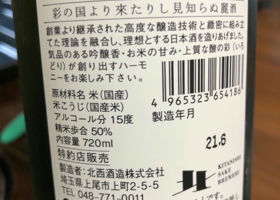 彩の国より來たりし見知らぬ麗酒
創業より継承された高度な醸造技術と緻密に組み立
てた理論を融合し、理想とする日本酒を造りあげました。
気品のある吟醸香・お米の甘み・上質な醸の彩(いろ
どり)が創り出すハーモ
ニーをお楽しみ下さい。
原材料名 米(国産)
米こうじ(国産米)
アルコール分 15度
精米歩合 50%
内容量 720ml
特約店販売
製造者:北西酒造株式会社
埼玉県上尾市上町2-5-5
TEL 048-771-0011
4 965323 654186
製造年月
21.6
KITANISHI
SAKE
BREWERY